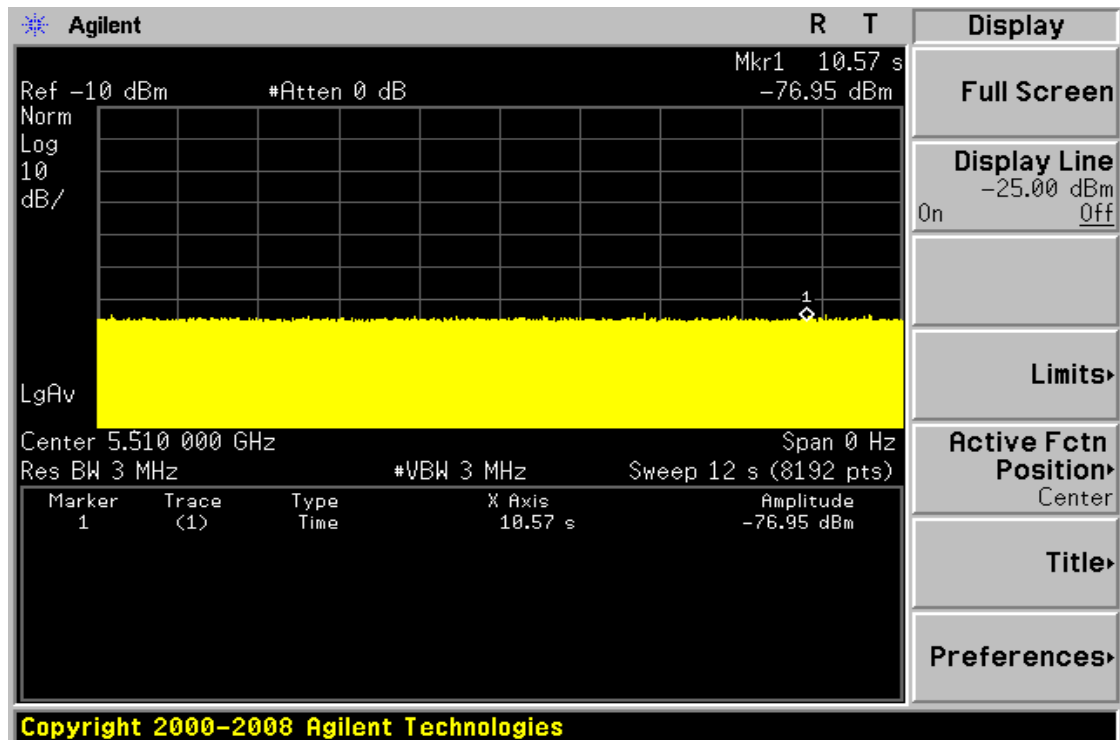 Agilent R T
Mkr1 10.57 s
Ref -10 dBm #Atten 0 dB -76.95 dBm
Norm
Log
10
dB/
1
LgAv
Center 5.510 000 GHz Span 0 Hz
Res BW 3 MHz #VBW 3 MHz Sweep 12 s (8192 pts)
Marker Trace Type X Axis Amplitude
1 (1) Time 10.57 s -76.95 dBm
Display
Full Screen
Display Line
-25.00 dBm
On Off
Limits
Active Fctn
Position
Center
Title
Preferences
Copyright 2000-2008 Agilent Technologies